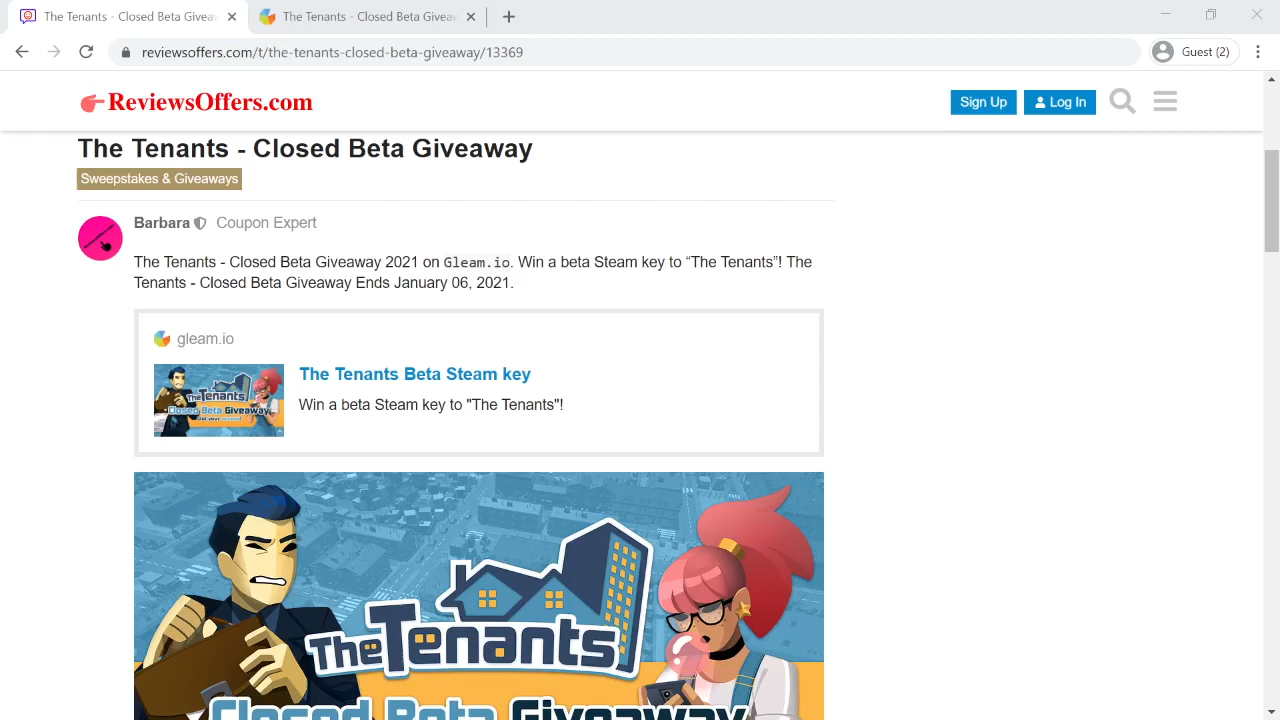 The Tenants - Closed Beta Giveaw
The Tenants - Closed Beta Giveaw
reviewsoffers.com/t/the-tenants-closed-beta-giveaway/13369
Guest (2)
ReviewsOffers.com
Sign Up
Log In
The Tenants - Closed Beta Giveaway
Sweepstakes & Giveaways
Barbara Coupon Expert
The Tenants - Closed Beta Giveaway 2021 on Gleam.io. Win a beta Steam key to “The Tenants”! The
Tenants - Closed Beta Giveaway Ends January 06, 2021.
gleam.io
The Tenants
Closed Beta Giveaway
The Tenants Beta Steam key
Win a beta Steam key to "The Tenants"!
The Tenants
Closed Beta Giveaway